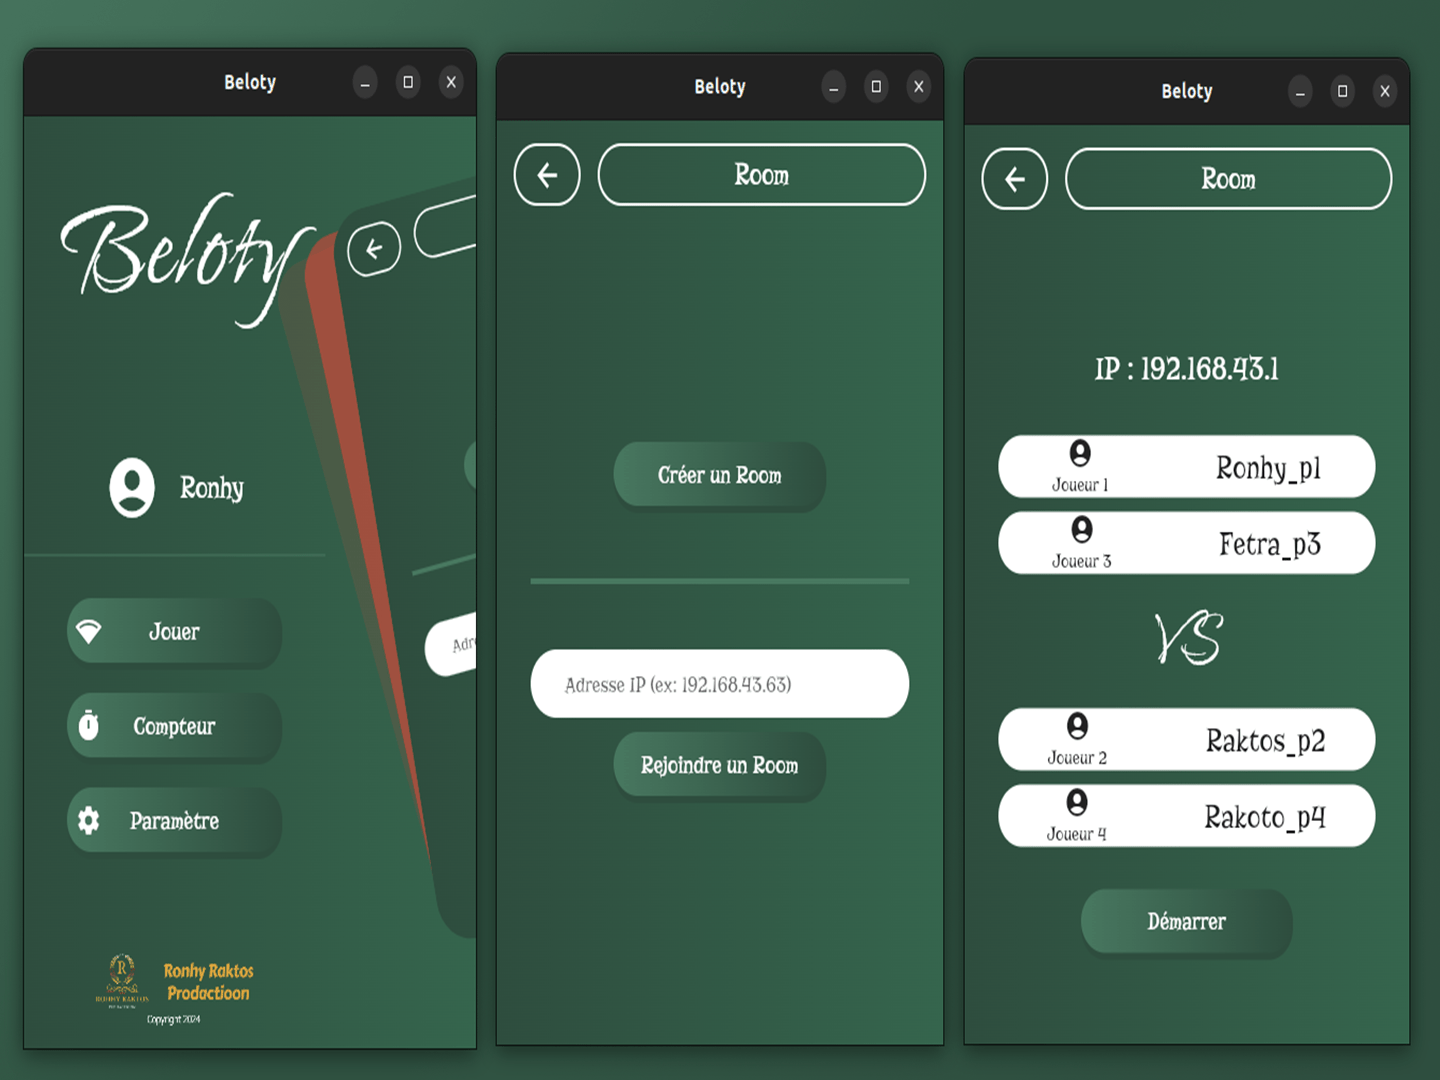 Beloty
Beloty
Ronhy
Jouer
Compteur
Paramètre
Adre
R
RONHY RAKTOS
Ronhy Raktos
Productioon
Copyright 2024
Beloty
Room
Créer un Room
Adresse IP (ex: 192.168.43.63)
Rejoindre un Room
Beloty
Room
IP : 192.168.43.1
Joueur 1
Ronhy_p1
Joueur 3
Fetra_p3
VS
Joueur 2
Raktos_p2
Joueur 4
Rakoto_p4
Démarrer